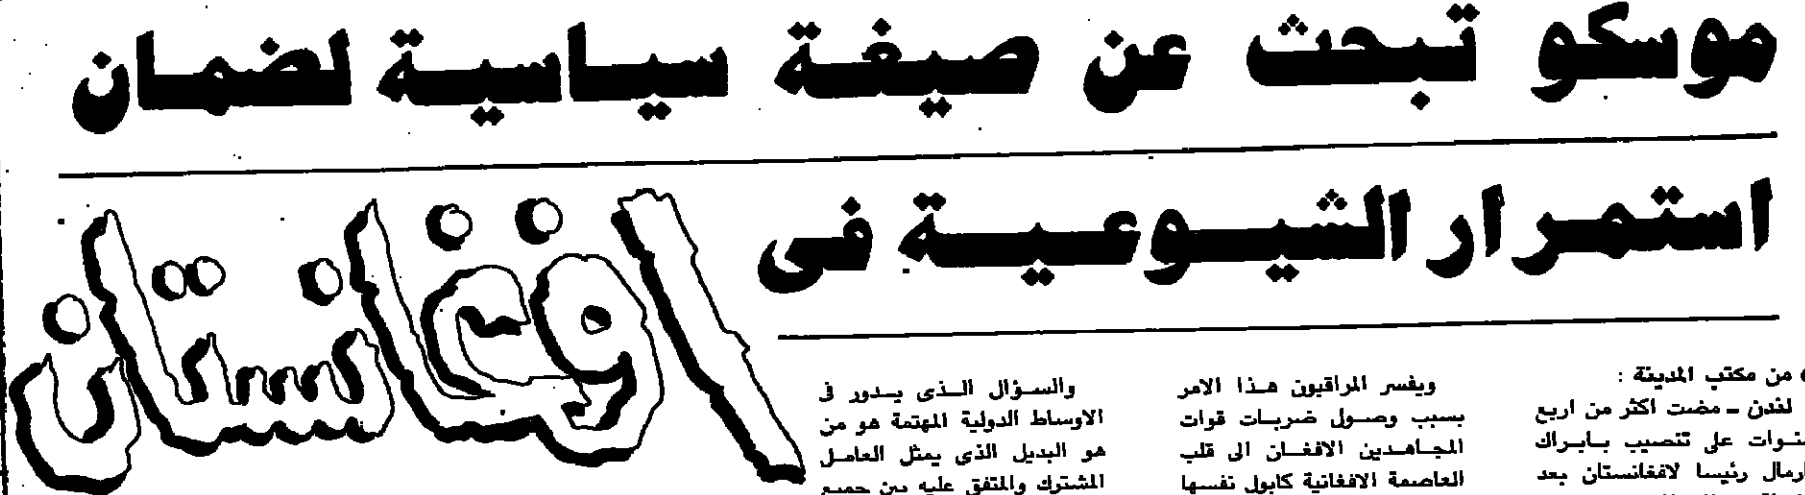 موسكو تبحث عن صيغة سياسية لضمان
استمرار الشيوعية فى
افغانستان
من مكتب المدينة :
لندن - مضت اكثر من اربع
على تنصيب بابراك
رئيسا لافغانستان بعد
ويفسر المراقبون هذا الامر
بسبب وصول ضربات قوات
المجاهدين الافغان الى قلب
العاصمة الافغانية كابول نفسها
والسؤال الذى يدور فى
الاوساط الدولية المهتمة هو من
هو البديل الذى يمثل العامل
المشترك والمتفق عليه بين جميع